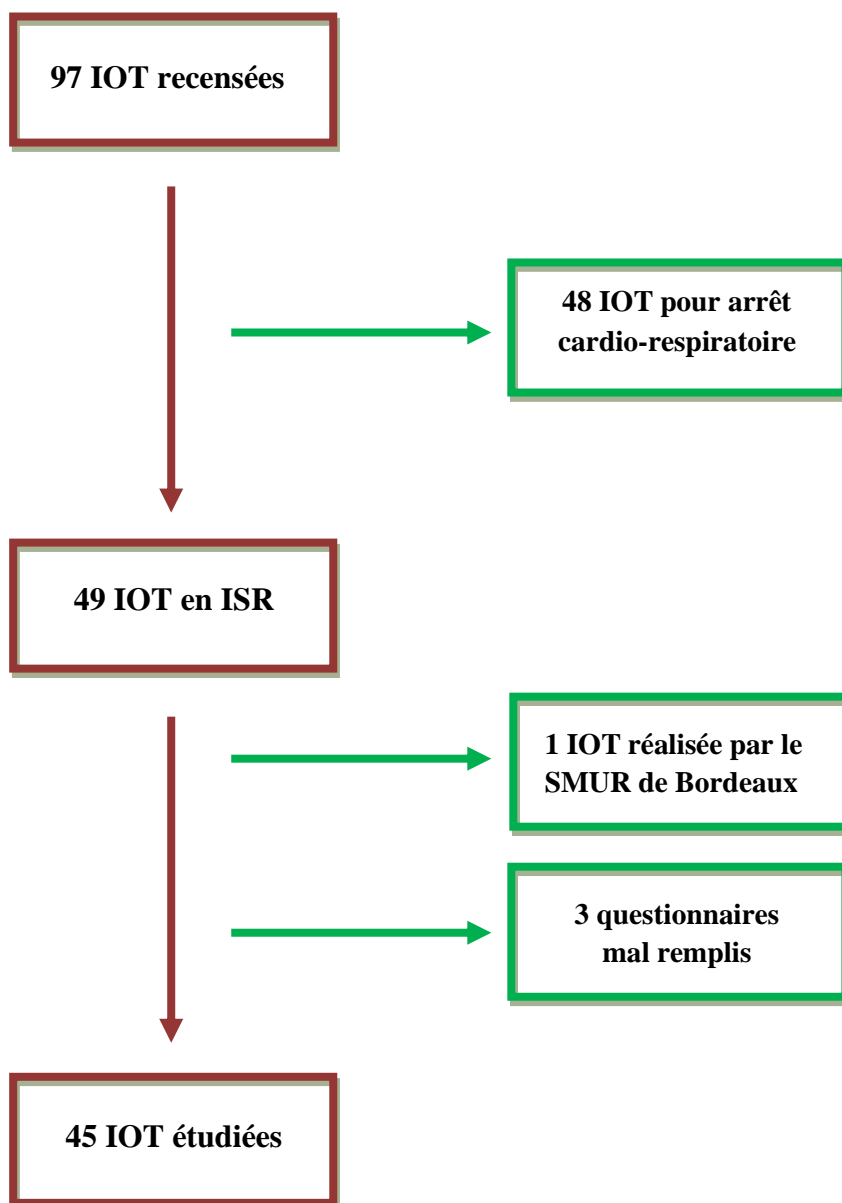 97 IOT recensées
48 IOT pour arrêt
cardio-respiratoire
49 IOT en ISR
1 IOT réalisée par le
SMUR de Bordeaux
3 questionnaires
mal remplis
45 IOT étudiées